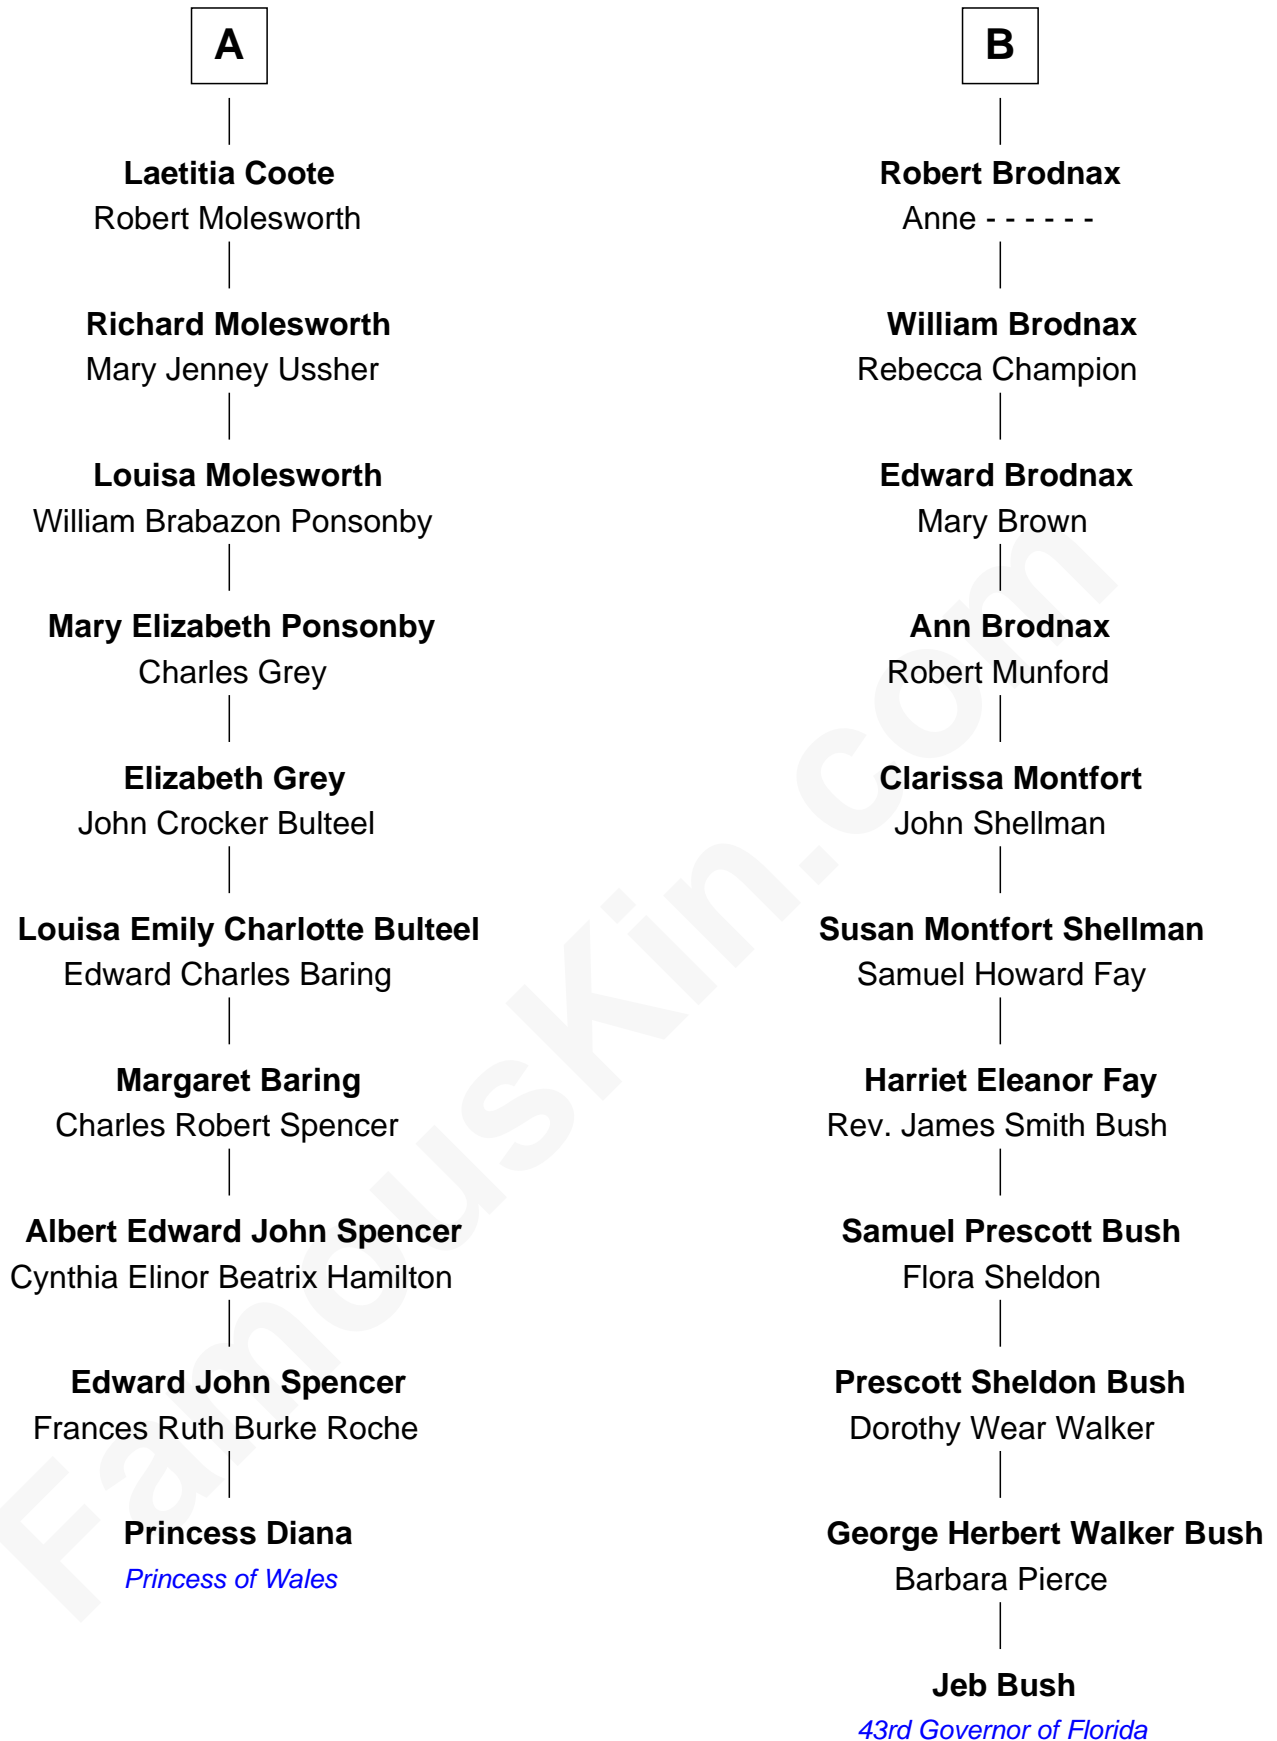 A
Laetitia Coote
Robert Molesworth
Richard Molesworth
Mary Jenney Ussher
Louisa Molesworth
William Brabazon Ponsonby
Mary Elizabeth Ponsonby
Charles Grey
Elizabeth Grey
John Crocker Bulteel
Louisa Emily Charlotte Bulteel
Edward Charles Baring
Margaret Baring
Charles Robert Spencer
Albert Edward John Spencer
Cynthia Elinor Beatrix Hamilton
Edward John Spencer
Frances Ruth Burke Roche
Princess Diana
Princess of Wales
B
Robert Brodnax
Anne - - - - - -
William Brodnax
Rebecca Champion
Edward Brodnax
Mary Brown
Ann Brodnax
Robert Munford
Clarissa Montfort
John Shellman
Susan Montfort Shellman
Samuel Howard Fay
Harriet Eleanor Fay
Rev. James Smith Bush
Samuel Prescott Bush
Flora Sheldon
Prescott Sheldon Bush
Dorothy Wear Walker
George Herbert Walker Bush
Barbara Pierce
Jeb Bush
43rd Governor of Florida
FamousKin.com